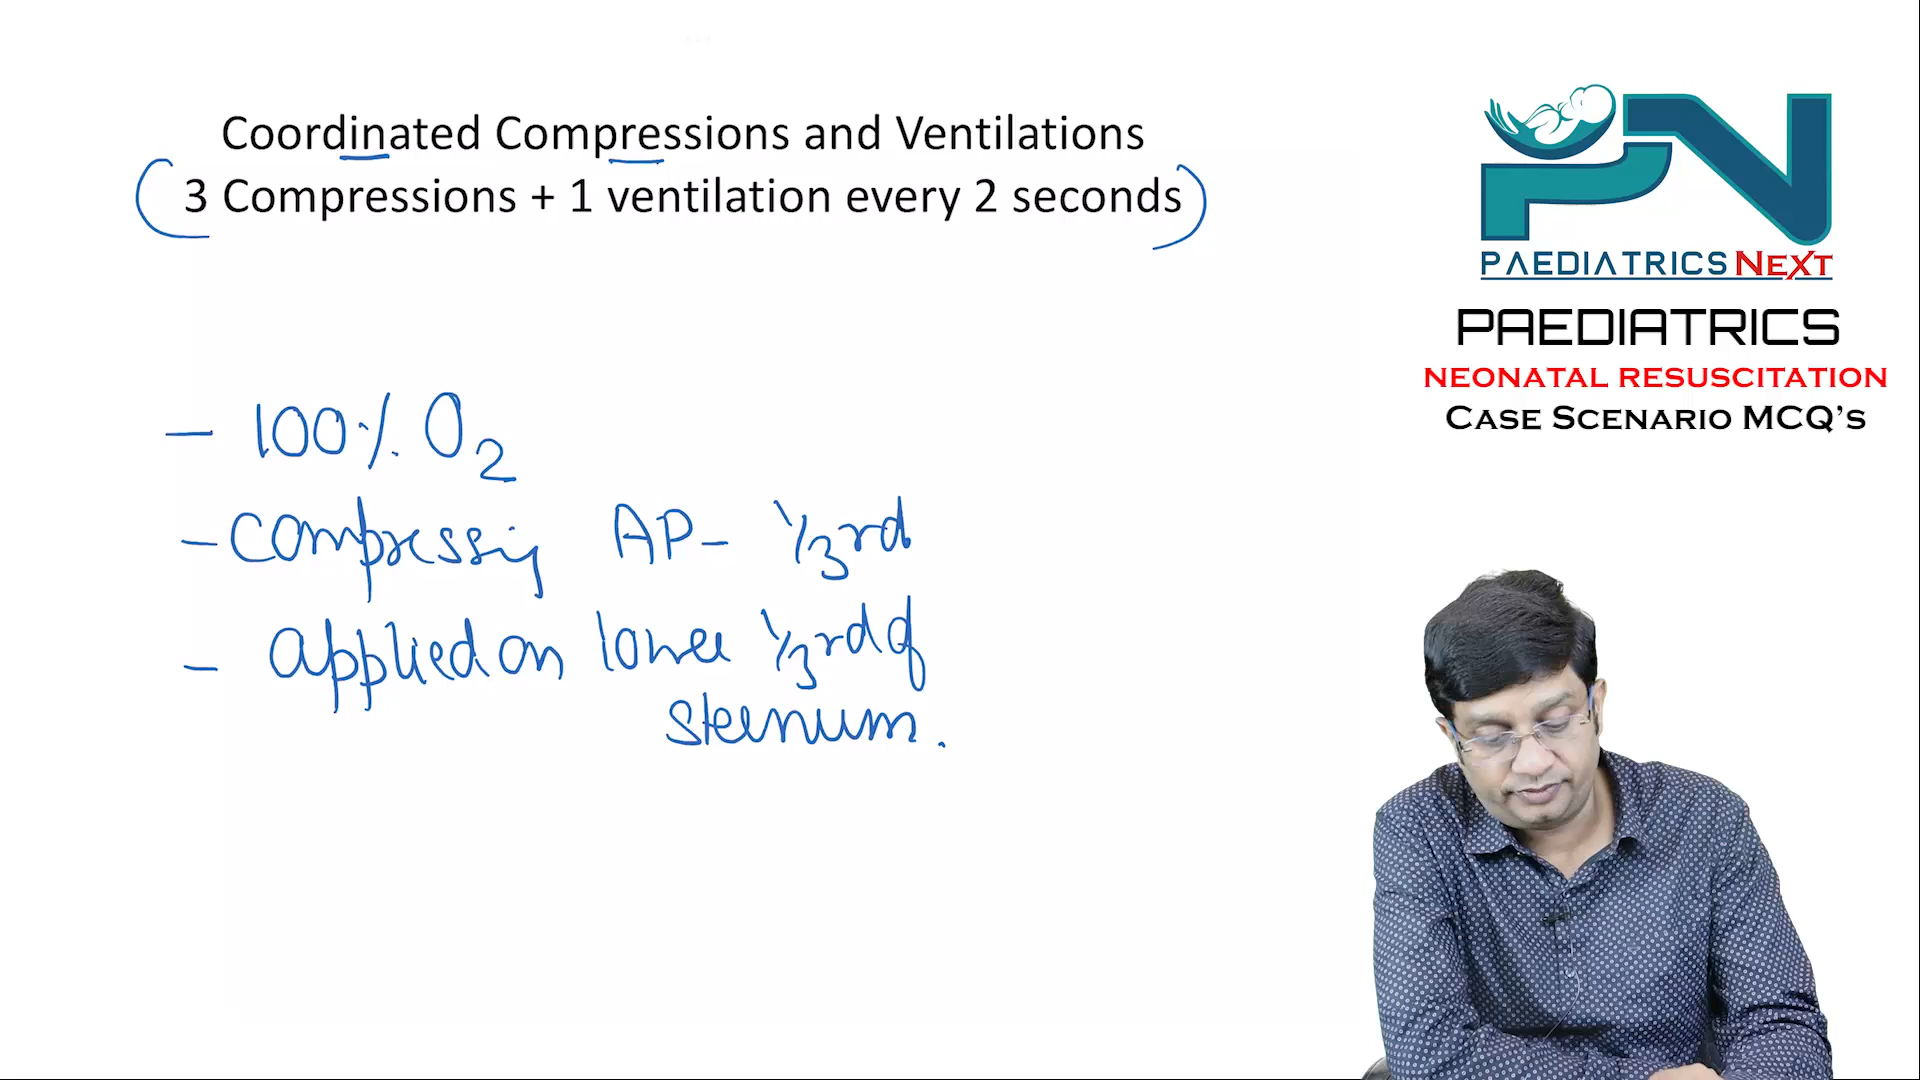 Coordinated Compressions and Ventilations
3 Compressions + 1 ventilation every 2 seconds
- 100% O2
- compressing AP- 1/3rd
- applied on lower 1/3rd of
sternum.
PN
PAEDIATRICS NEXT
PAEDIATRICS
NEONATAL RESUSCITATION
CASE SCENARIO MCQ'S